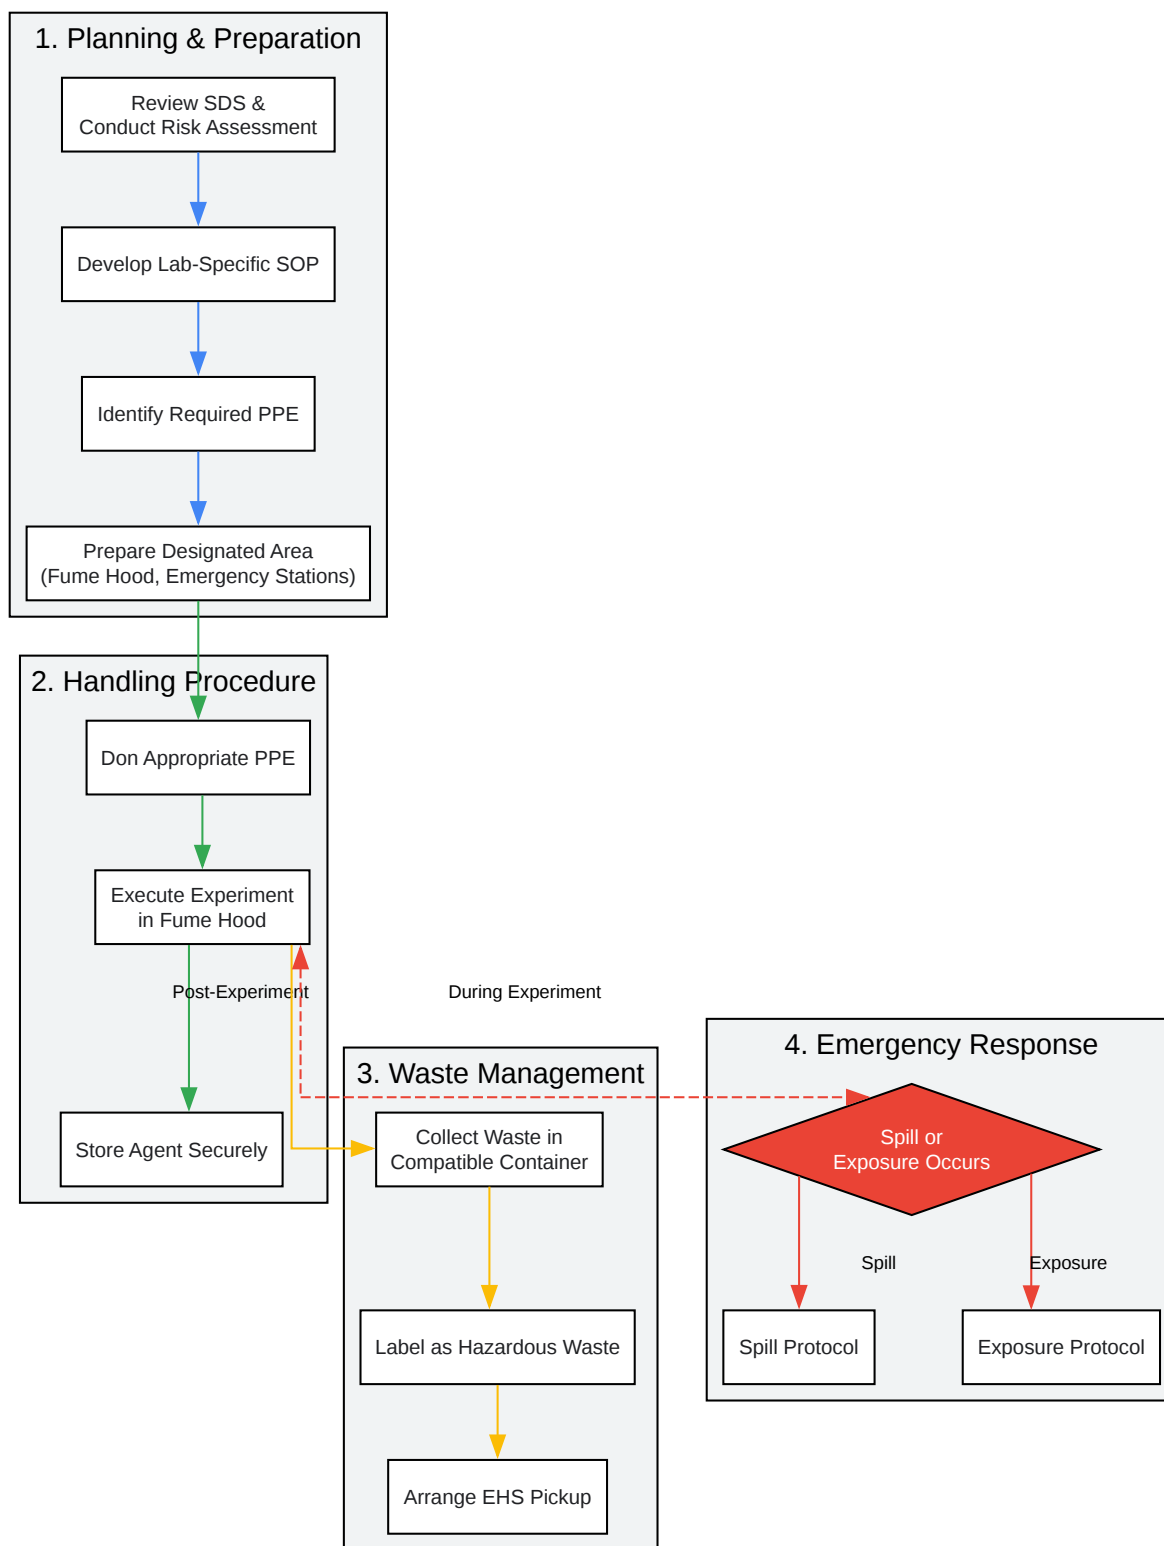 1. Planning & Preparation
Review SDS &
Conduct Risk Assessment
Develop Lab-Specific SOP
Identify Required PPE
Prepare Designated Area
(Fume Hood, Emergency Stations)
2. Handling Procedure
Don Appropriate PPE
Execute Experiment
in Fume Hood
Post-Experiment
During Experiment
Store Agent Securely
3. Waste Management
Collect Waste in
Compatible Container
Label as Hazardous Waste
Arrange EHS Pickup
4. Emergency Response
Spill or
Exposure Occurs
Spill
Exposure
Spill Protocol
Exposure Protocol